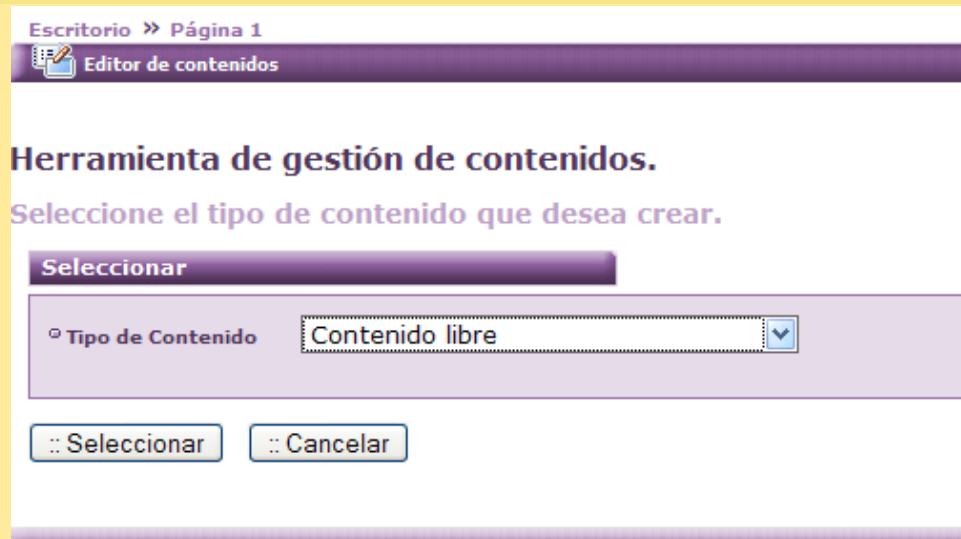 Escritorio » Página 1
Editor de contenidos
Herramienta de gestión de contenidos.
Seleccione el tipo de contenido que desea crear.
Seleccionar
Tipo de Contenido Contenido libre
:: Seleccionar :: Cancelar